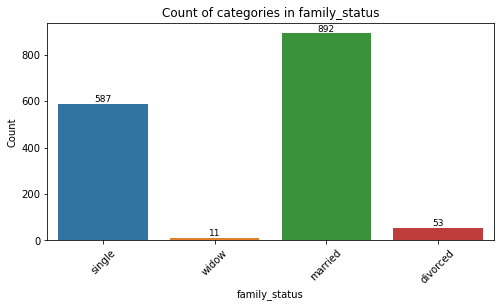 Count of categories in family_status
892
800
600
587
400
200
53
11
0
Count
single
widow
married
divorced
family_status